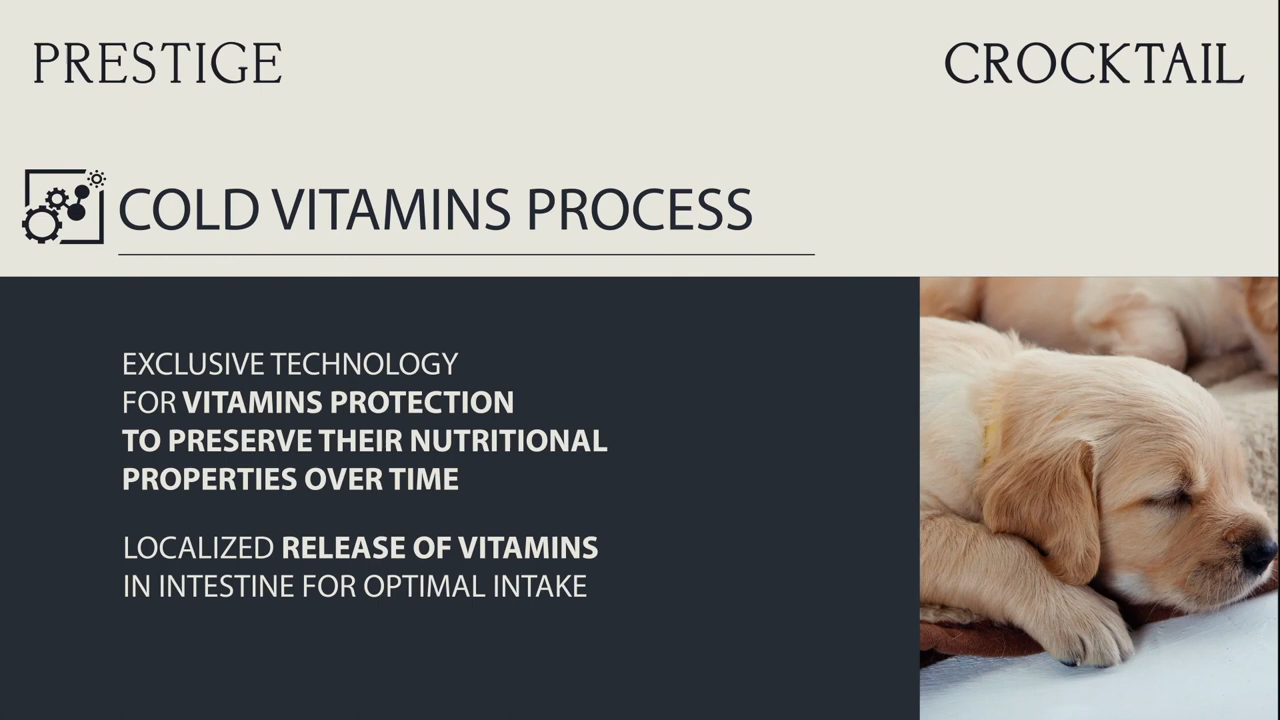 PRESTIGE
CROCKTAIL
COLD VITAMINS PROCESS
EXCLUSIVE TECHNOLOGY
FOR VITAMINS PROTECTION
TO PRESERVE THEIR NUTRITIONAL
PROPERTIES OVER TIME
LOCALIZED RELEASE OF VITAMINS
IN INTESTINE FOR OPTIMAL INTAKE